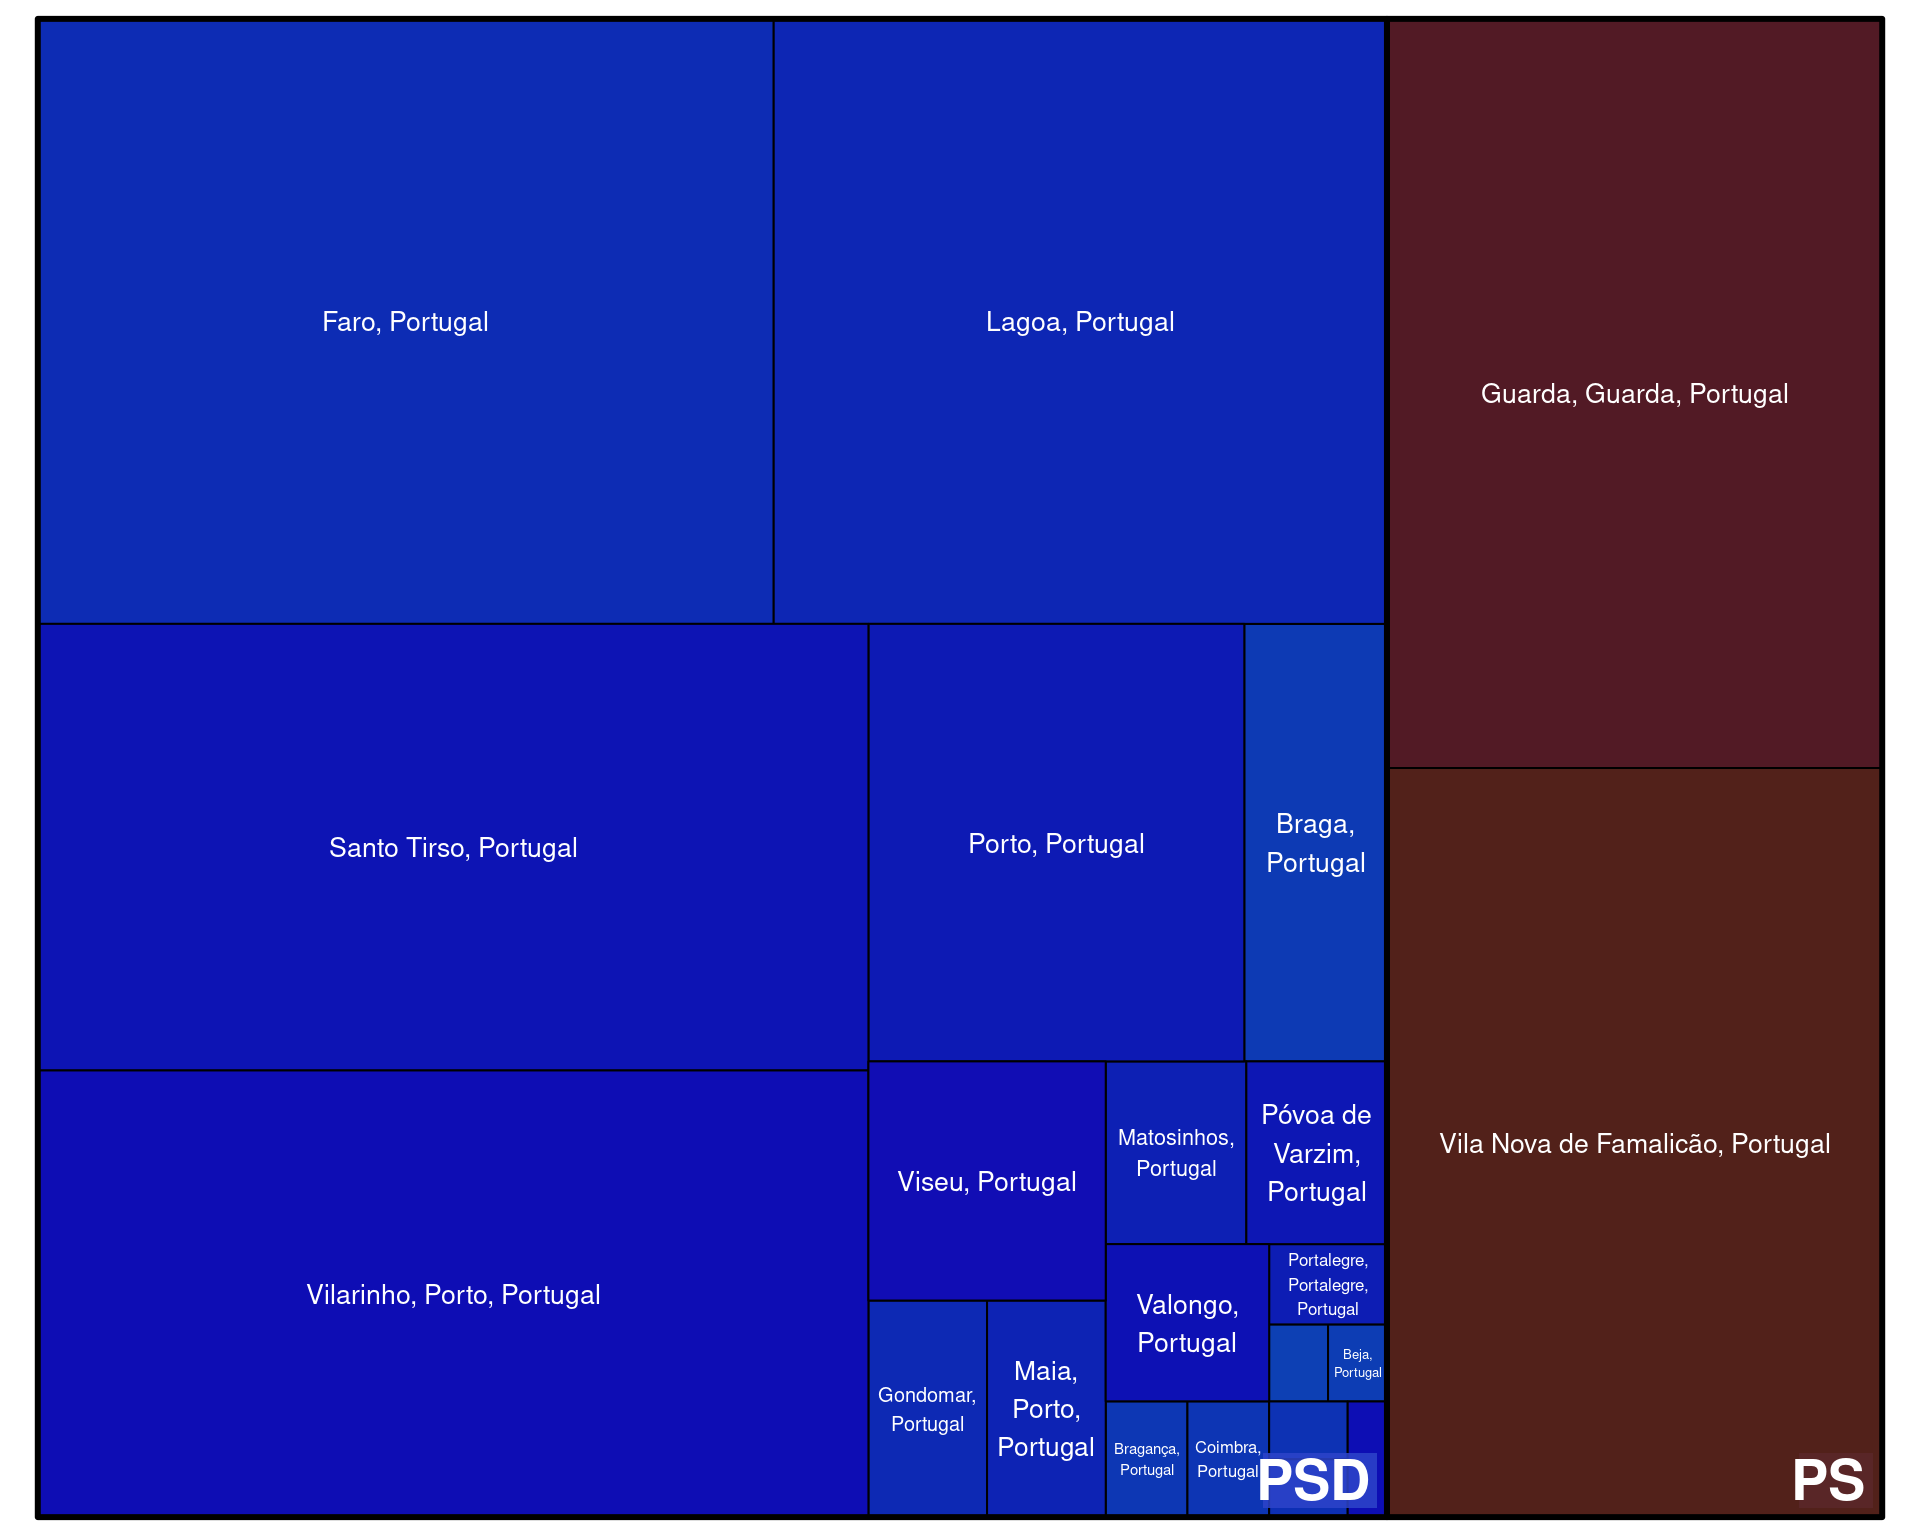 Faro, Portugal
Lagoa, Portugal
Guarda, Guarda, Portugal
Santo Tirso, Portugal
Porto, Portugal
Braga,
Portugal
Vilarinho, Porto, Portugal
Viseu, Portugal
Matosinhos,
Portugal
Póvoa de
Varzim,
Portugal
Vila Nova de Famalicão, Portugal
Valongo,
Portugal
Portalegre,
Portalegre,
Portugal
Beja,
Portugal
Gondomar,
Portugal
Maia,
Porto,
Portugal
Bragança,
Portugal
Coimbra,
Portugal
PSD
PS